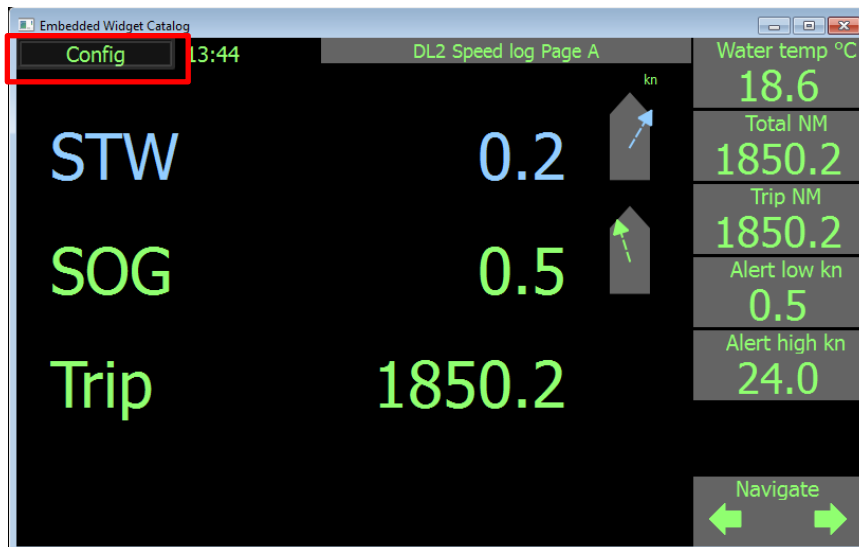 Embedded Widget Catalog
Config 13:44 DL2 Speed log Page A
kn
STW 0.2
SOG 0.5
Trip 1850.2
Water temp °C
18.6
Total NM
1850.2
Trip NM
1850.2
Alert low kn
0.5
Alert high kn
24.0
Navigate